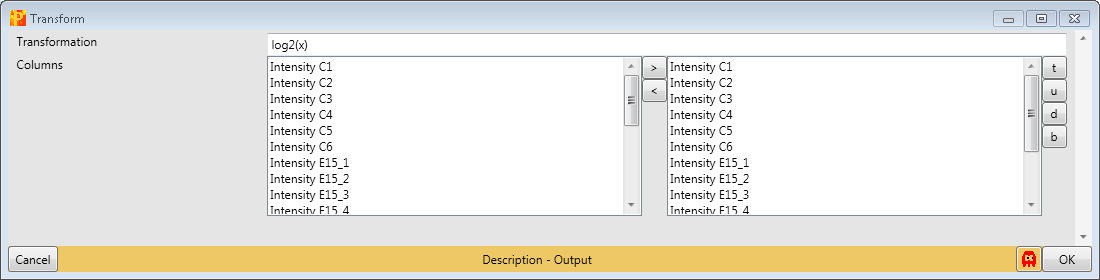 Transform
Transformation
log2(x)
Columns
Intensity C1
Intensity C2
Intensity C3
Intensity C4
Intensity C5
Intensity C6
Intensity E15_1
Intensity E15_2
Intensity E15_3
Intensity E15_4
>
<
Intensity C1
Intensity C2
Intensity C3
Intensity C4
Intensity C5
Intensity C6
Intensity E15_1
Intensity E15_2
Intensity E15_3
Intensity E15_4
t
u
d
b
Cancel
Description - Output
OK